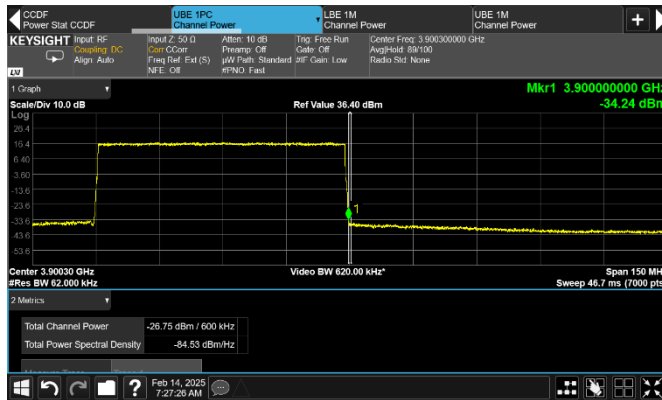 CCDF
Power Stat CCDF
UBE 1PC
Channel Power
LBE 1M
Channel Power
UBE 1M
Channel Power
+
KEYSIGHT
Input: RF
Coupling: DC
Align: Auto
Input Z: 50 Ω
Corr CCorr
Freq Ref: Ext (S)
NFE: Off
Atten: 10 dB
Preamp: Off
µW Path: Standard
#PNO: Fast
Trig: Free Run
Gate: Off
#IF Gain: Low
Center Freq: 3.900300000 GHz
Avg|Hold: 89/100
Radio Std: None
LV
1 Graph
Mkr1 3.900000000 GHz
Scale/Div 10.0 dB
Ref Value 36.40 dBm
-34.24 dBm
Log
26.4
16.4
6.40
-3.60
-13.6
-23.6
-33.6
-43.6
-53.6
1
Center 3.90030 GHz
Video BW 620.00 kHz*
Span 150 MH
#Res BW 62.000 kHz
Sweep 46.7 ms (7000 pts
2 Metrics
Total Channel Power
-26.75 dBm / 600 kHz
Total Power Spectral Density
-84.53 dBm/Hz
?
Feb 14, 2025
7:27:26 AM